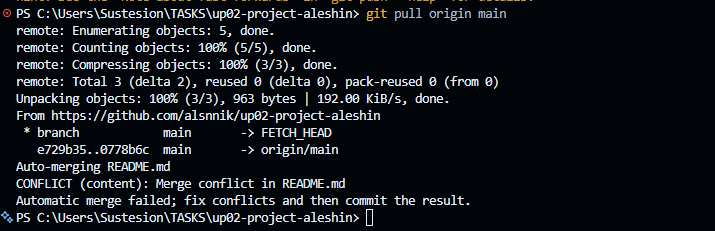 PS C:\Users\Sustesion\TASKS\up02-project-aleshin> git pull origin main
remote: Enumerating objects: 5, done.
remote: Counting objects: 100% (5/5), done.
remote: Compressing objects: 100% (3/3), done.
remote: Total 3 (delta 2), reused 0 (delta 0), pack-reused 0 (from 0)
Unpacking objects: 100% (3/3), 963 bytes | 192.00 KiB/s, done.
From https://github.com/alsnnik/up02-project-aleshin
 * branch            main       -> FETCH_HEAD
   e729b35..0778b6c  main       -> origin/main
Auto-merging README.md
CONFLICT (content): Merge conflict in README.md
Automatic merge failed; fix conflicts and then commit the result.
PS C:\Users\Sustesion\TASKS\up02-project-aleshin>